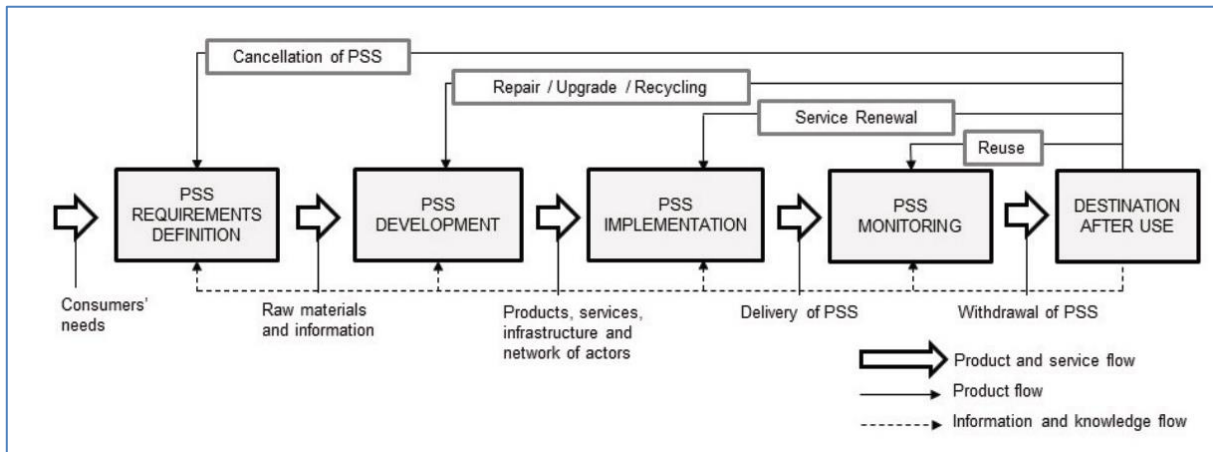 Cancellation of PSS
Repair / Upgrade / Recycling
Service Renewal
Reuse
PSS
REQUIREMENTS
DEFINITION
PSS
DEVELOPMENT
PSS
IMPLEMENTATION
PSS
MONITORING
DESTINATION
AFTER USE
Consumers'
needs
Raw materials
and information
Products, services,
infrastructure and
network of actors
Delivery of PSS
Withdrawal of PSS
Product and service flow
Product flow
Information and knowledge flow